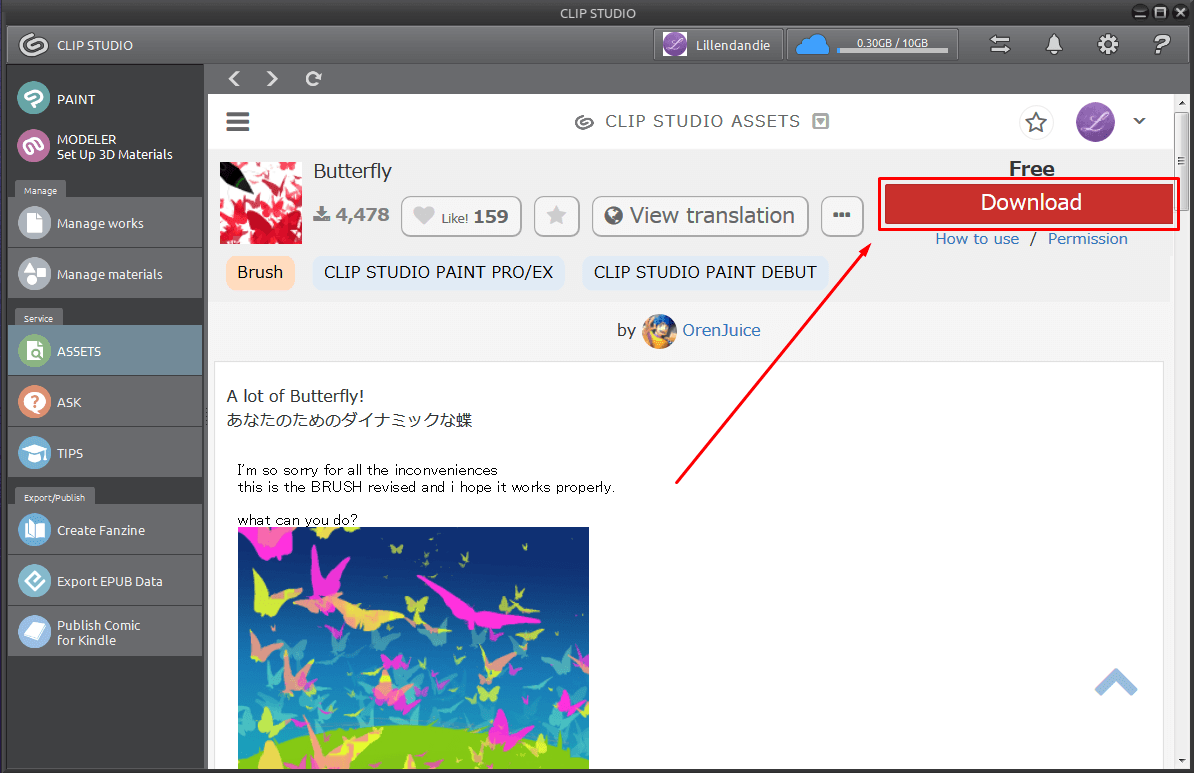 CLIP STUDIO
CLIP STUDIO
Lillendandie
0.30GB / 10GB
PAINT
MODELER
Set Up 3D Materials
Manage
Manage works
Manage materials
Service
ASSETS
ASK
TIPS
Export/Publish
Create Fanzine
Export EPUB Data
Publish Comic
for Kindle
CLIP STUDIO ASSETS
Butterfly
4,478
Like! 159
View translation
Free
Download
How to use / Permission
Brush
CLIP STUDIO PAINT PRO/EX
CLIP STUDIO PAINT DEBUT
by OrenJuice
A lot of Butterfly!
あなたのためのダイナミックな蝶
I'm so sorry for all the inconveniences
this is the BRUSH revised and i hope it works properly.
what can you do?